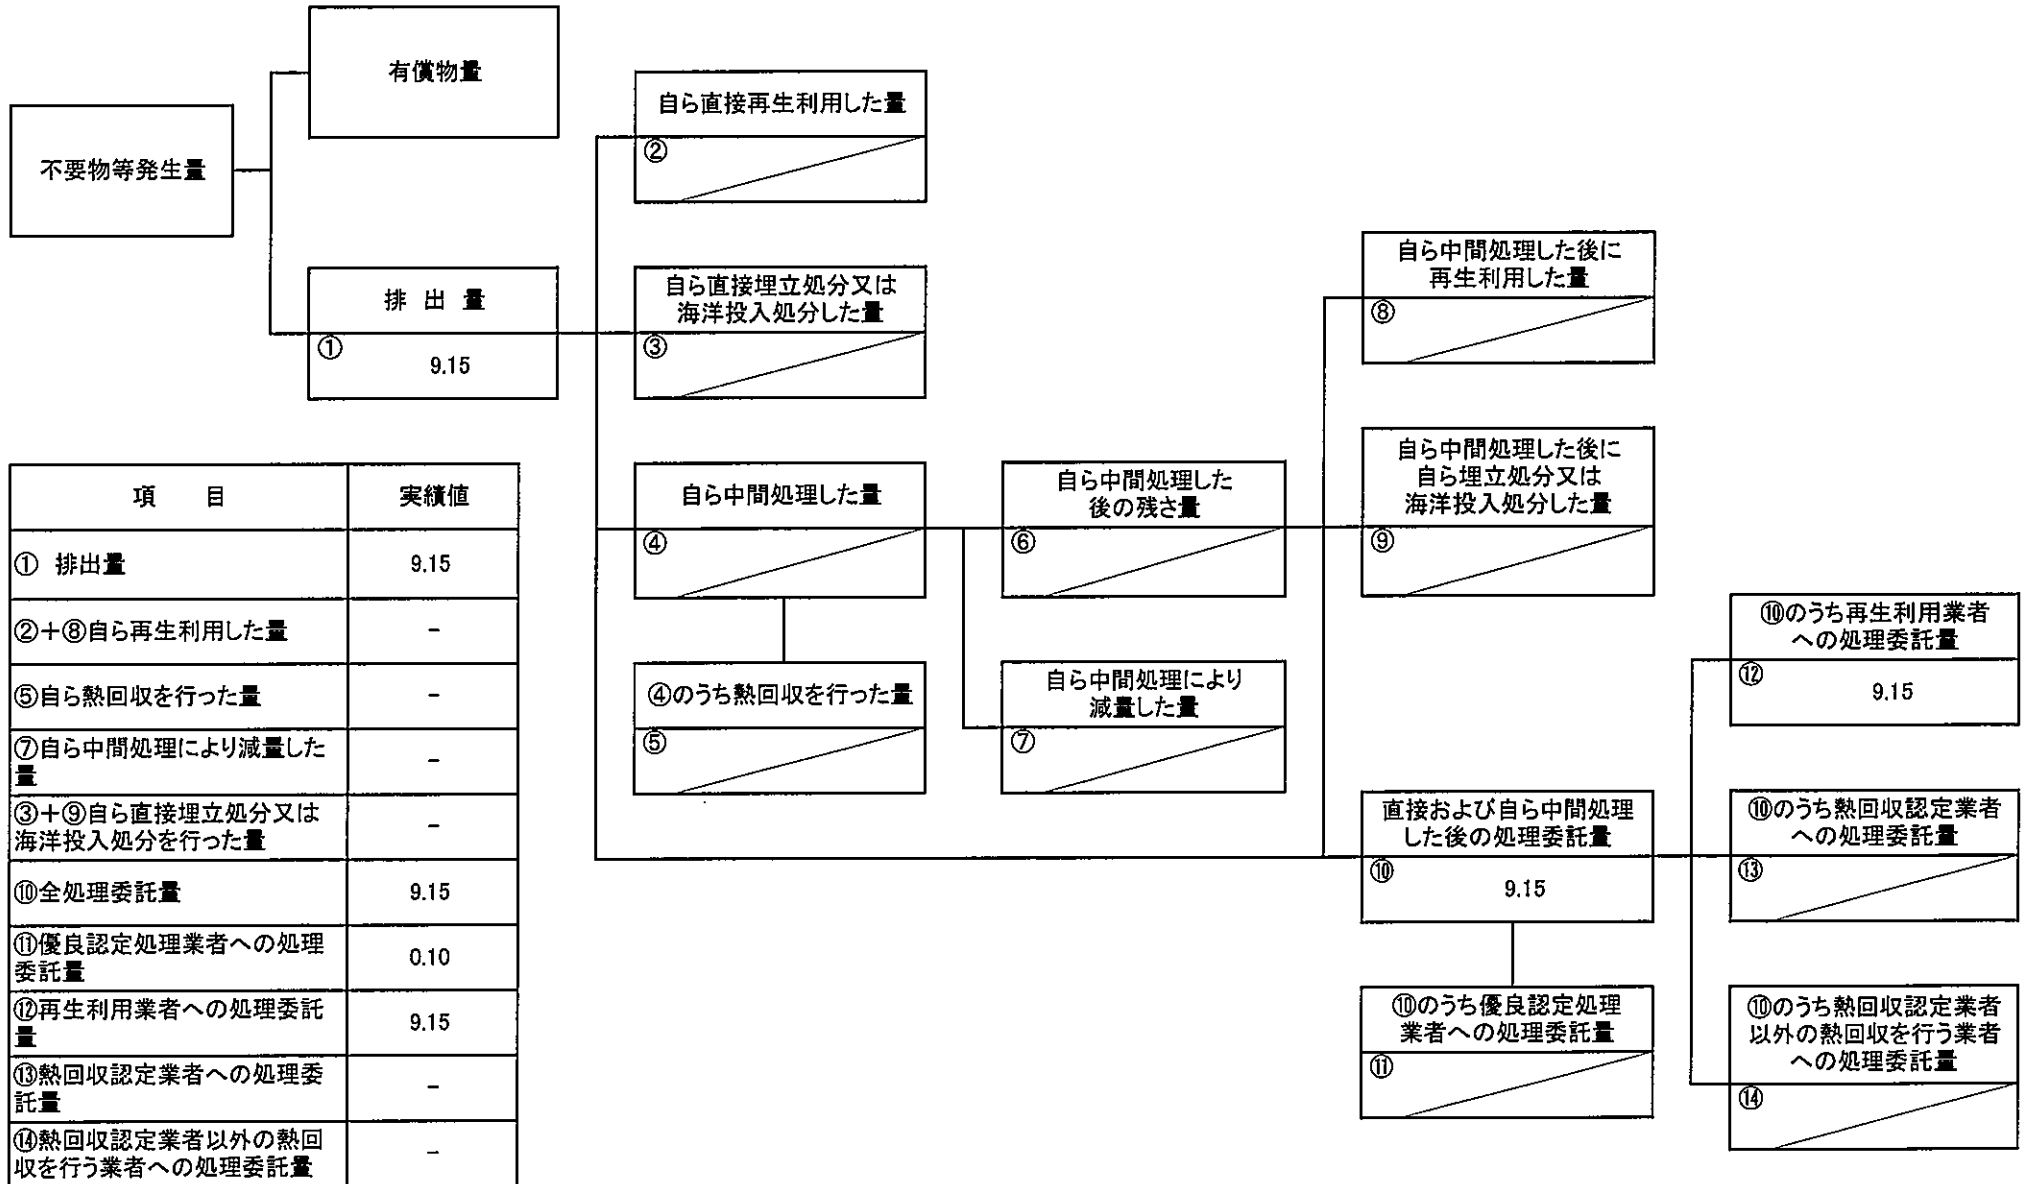 有償物量
不要物等発生量
排 出 量
①
9.15
自ら直接再生利用した量
②
自ら直接埋立処分又は
海洋投入処分した量
③
自ら中間処理した量
④
④のうち熱回収を行った量
⑤
自ら中間処理した
後の残さ量
⑥
自ら中間処理により
減量した量
⑦
自ら中間処理した後に
再生利用した量
⑧
自ら中間処理した後に
自ら埋立処分又は
海洋投入処分した量
⑨
直接および自ら中間処理
した後の処理委託量
⑩
9.15
⑩のうち優良認定処理
業者への処理委託量
⑪
⑩のうち再生利用業者
への処理委託量
⑫
9.15
⑩のうち熱回収認定業者
への処理委託量
⑬
⑩のうち熱回収認定業者
以外の熱回収を行う業者
への処理委託量
⑭
項 目 実績値
① 排出量 9.15
②+⑧自ら再生利用した量 -
⑤自ら熱回収を行った量 -
⑦自ら中間処理により減量した
量 -
③+⑨自ら直接埋立処分又は
海洋投入処分を行った量 -
⑩全処理委託量 9.15
⑪優良認定処理業者への処理
委託量 0.10
⑫再生利用業者への処理委託
量 9.15
⑬熱回収認定業者への処理委
託量 -
⑭熱回収認定業者以外の熱回
収を行う業者への処理委託量 -